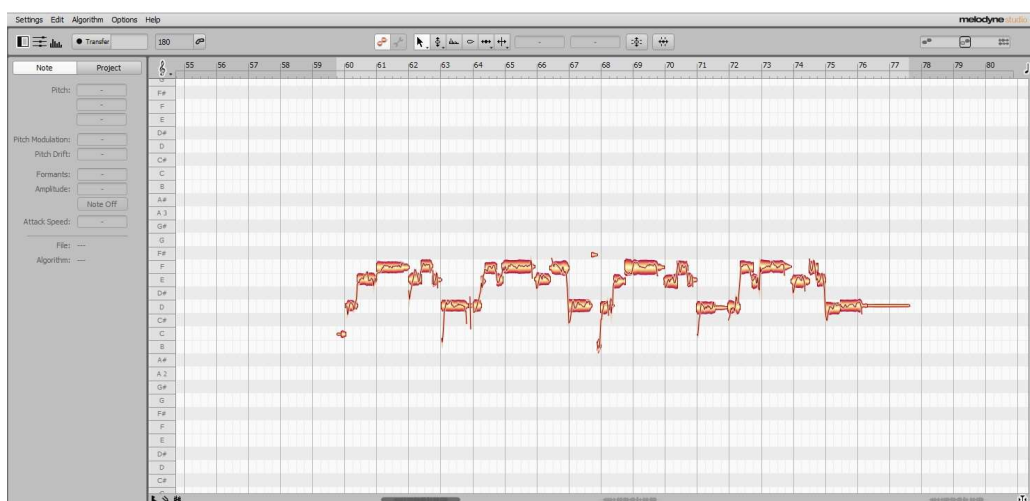 Settings Edit Algorithm Options Help
melodyne studio
Transfer 180 - -
Note Project
55 56 57 58 59 60 61 62 63 64 65 66 67 68 69 70 71 72 73 74 75 76 77 78 79 80
Pitch: -
-
-
Pitch Modulation: -
Pitch Drift: -
Formants: -
Amplitude: -
Note Off
Attack Speed: -
File: —
Algorithm: —
F#
F
E
D#
D
C#
C
B
A#
A 3
G#
G
F#
F
E
D#
D
C#
C
B
A#
A 2
G#
G
F#
F
E
D#
D
C#